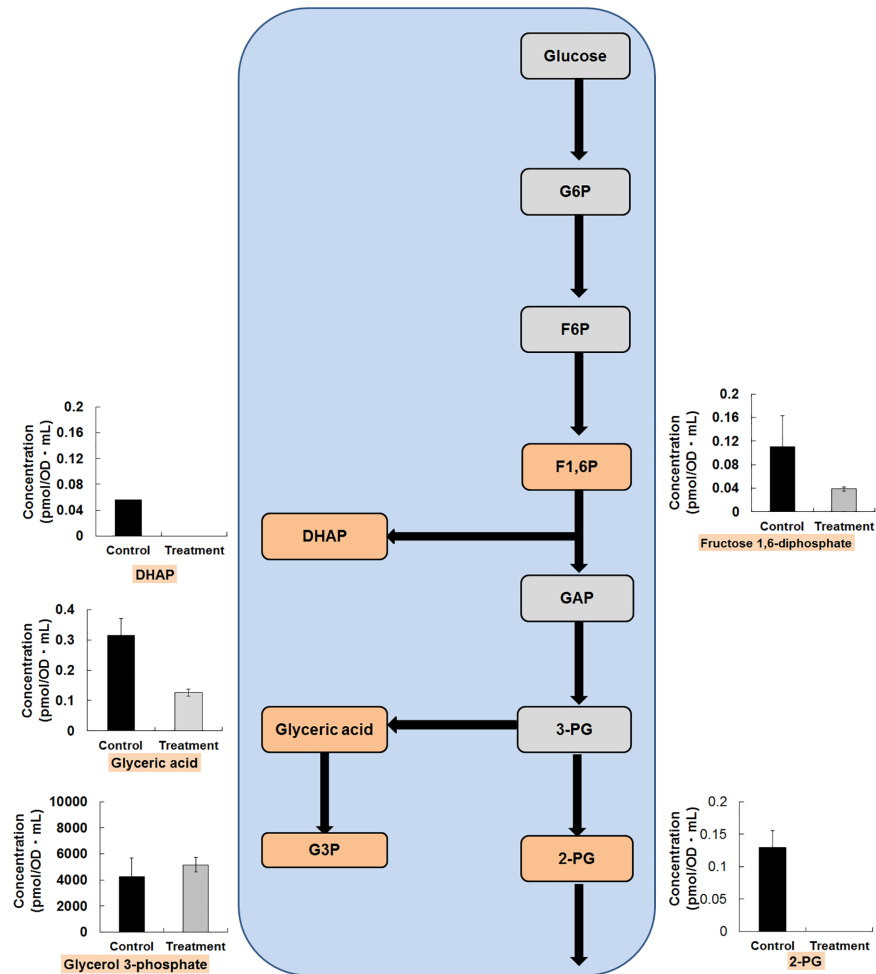 Glucose
G6P
F6P
F1,6P
DHAP
GAP
Glyceric acid
3-PG
G3P
2-PG
Concentration
(pmol/OD・mL)
0.2
0.16
0.12
0.08
0.04
0
Control Treatment
DHAP
Concentration
(pmol/OD・mL)
0.4
0.3
0.2
0.1
0
Control Treatment
Glyceric acid
Concentration
(pmol/OD・mL)
10000
8000
6000
4000
2000
0
Control Treatment
Glycerol 3-phosphate
Concentration
(pmol/OD・mL)
0.2
0.16
0.12
0.08
0.04
0
Control Treatment
Fructose 1,6-diphosphate
Concentration
(pmol/OD・mL)
0.2
0.15
0.1
0.05
0
Control Treatment
2-PG